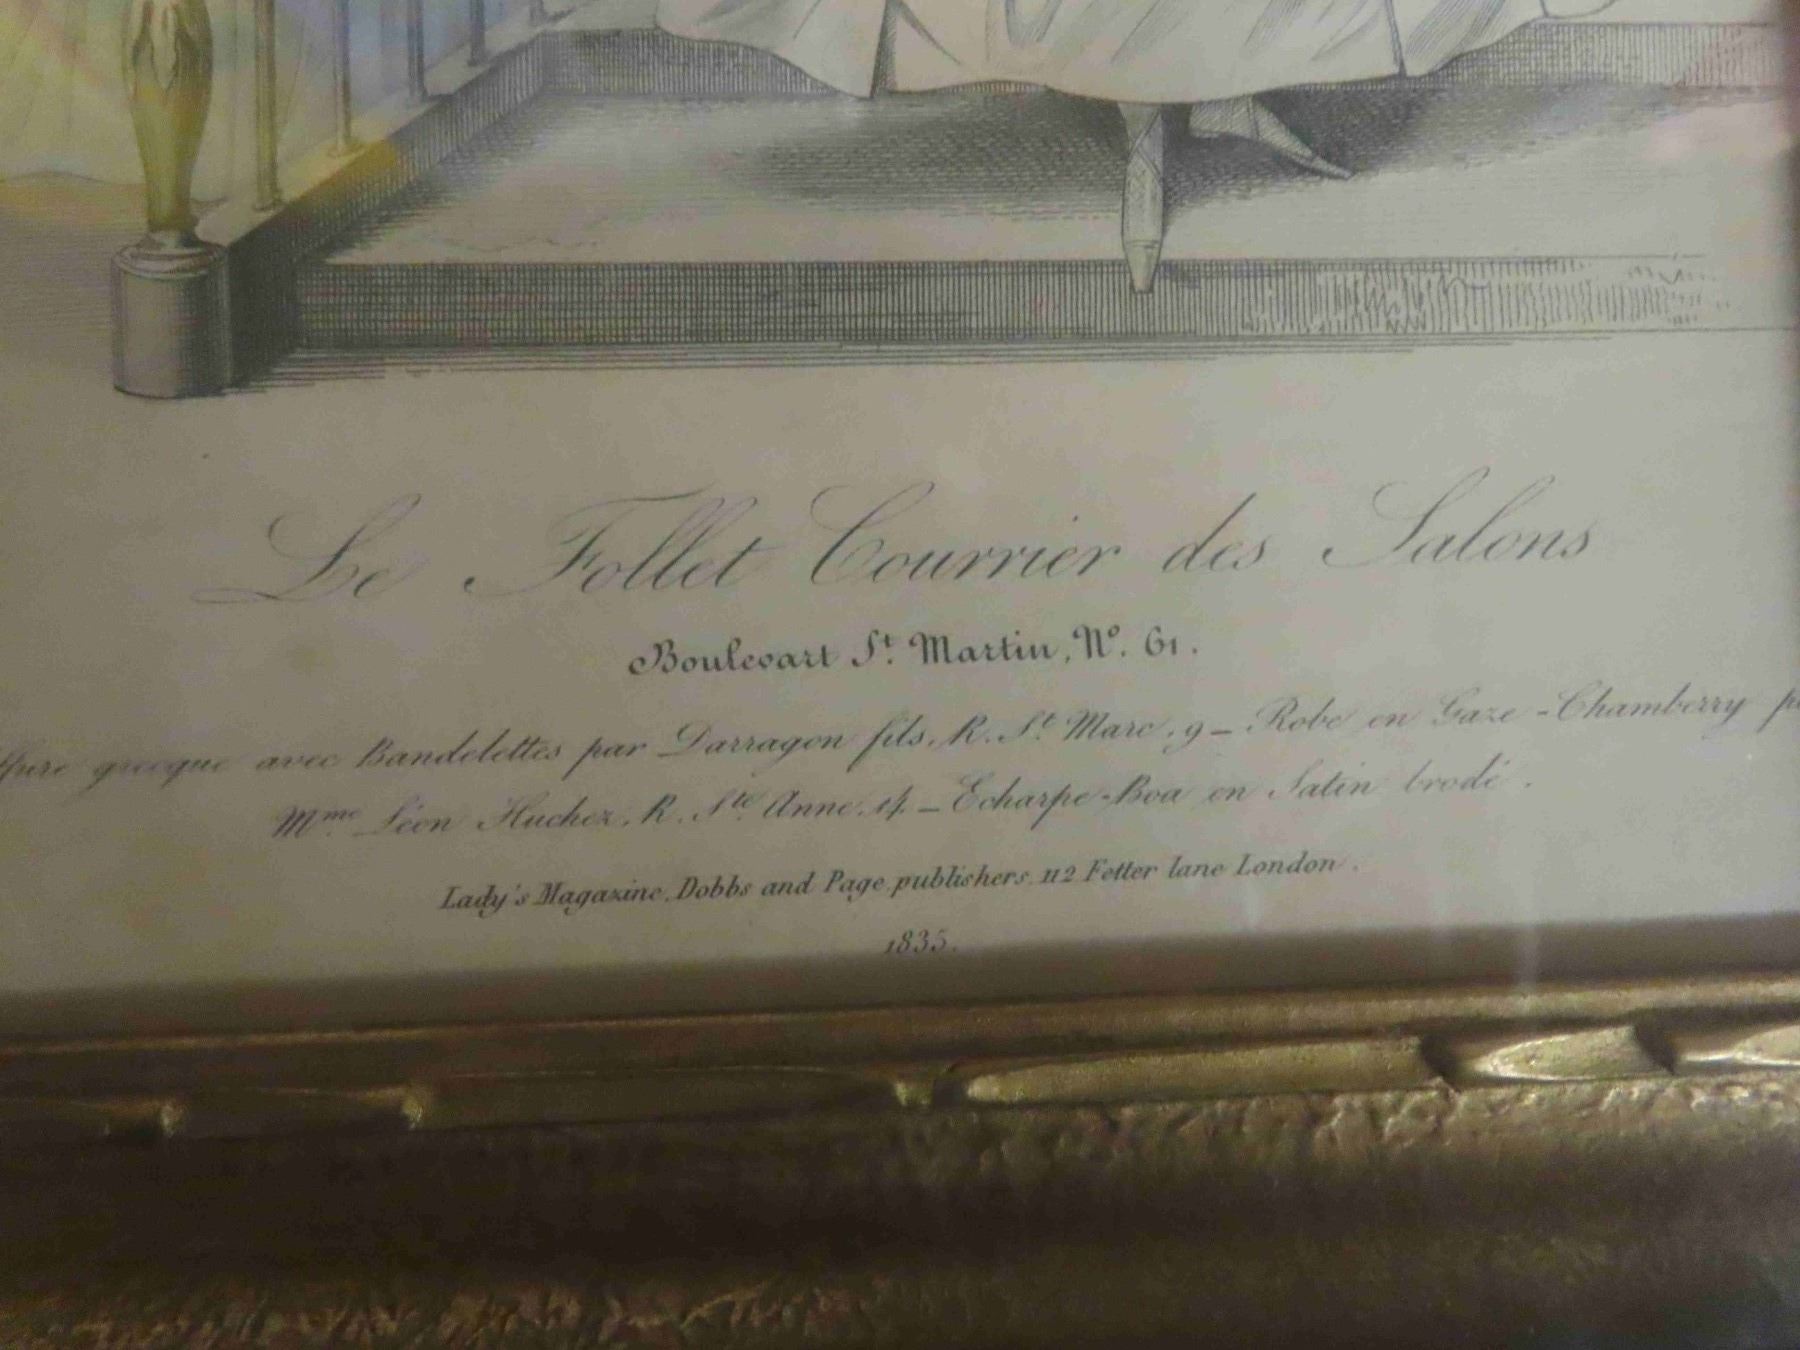 Le Follet Courrier des Salons
Boulevart St. Martin, No. 61.
grecque avec Bandelettes par Darragon fils, R. St Marc, 9 – Robe en Gaze-Chamberry
Mme. Léon Huchez, R. Ste. Anne, 14 – Echarpe-Boa en Satin brodé.
Lady's Magazine, Dobbs and Page, publishers, 112 Fetter lane London.
1835.